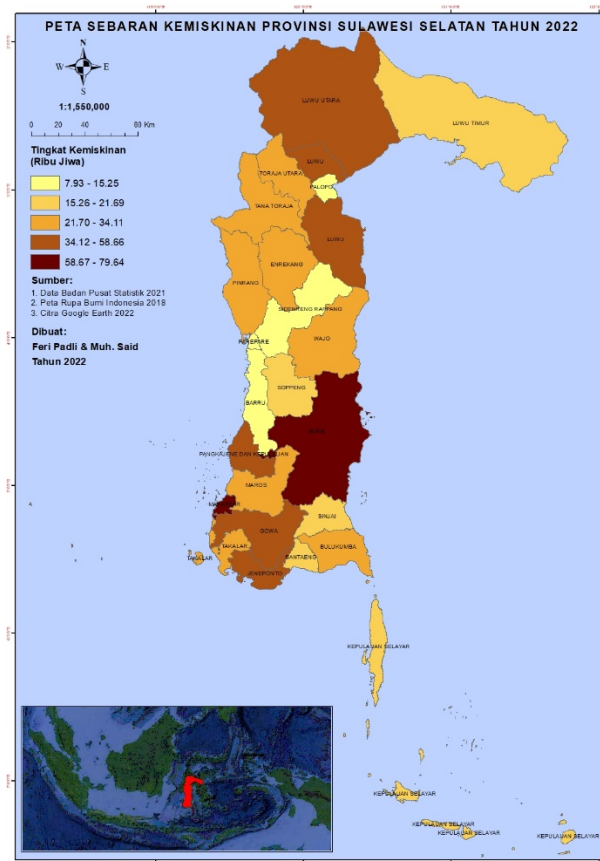 PETA SEBARAN KEMISKINAN PROVINSI SULAWESI SELATAN TAHUN 2022
N
W E
S
1:1,550,000
0 20 40 80 Km
Tingkat Kemiskinan
(Ribu Jiwa)
7.93 - 15.25
15.26 - 21.69
21.70 - 34.11
34.12 - 58.66
58.67 - 79.64
Sumber:
1. Data Badan Pusat Statistik 2021
2. Peta Rupa Bumi Indonesia 2018
3. Citra Google Earth 2022
Dibuat:
Feri Padli & Muh. Said
Tahun 2022
LUWU UTARA
LUWU TIMUR
LUWU
TORAJA UTARA
PALOPO
TANA TORAJA
LUWU
ENREKANG
PINRANG
SIDENRENG RAPPANG
WAJO
PAREPARE
SOPPENG
BARRU
BONE
PANGKAJENE DAN KEPULAUAN
MAROS
MAKASSAR
SINJAI
GOWA
TAKALAR
BULUKUMBA
BANTAENG
TAKALAR
JENEPONTO
KEPULAUAN SELAYAR
KEPULAUAN SELAYAR
KEPULAUAN SELAYAR
KEPULAUAN SELAYAR
KEPULAUAN SELAYAR